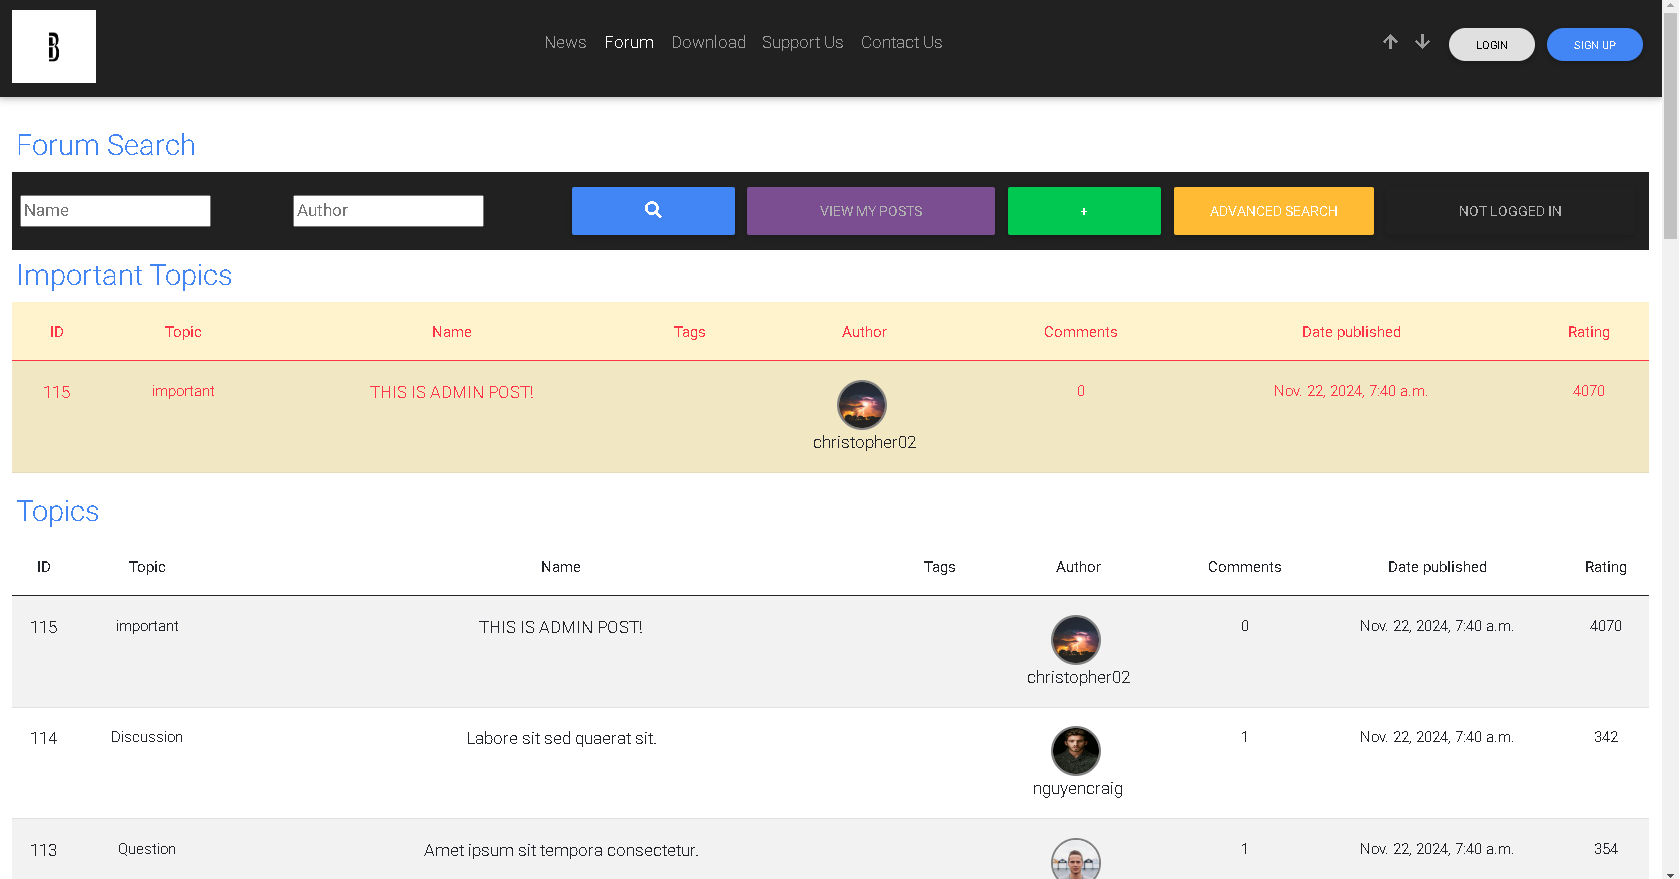 B
News Forum Download Support Us Contact Us LOGIN SIGN UP
Forum Search
Name Author VIEW MY POSTS + ADVANCED SEARCH NOT LOGGED IN
Important Topics
ID Topic Name Tags Author Comments Date published Rating
115 important THIS IS ADMIN POST! 0 Nov. 22, 2024, 7:40 a.m. 4070
christopher02
Topics
ID Topic Name Tags Author Comments Date published Rating
115 important THIS IS ADMIN POST! 0 Nov. 22, 2024, 7:40 a.m. 4070
christopher02
114 Discussion Labore sit sed quaerat sit. 1 Nov. 22, 2024, 7:40 a.m. 342
nguyencraig
113 Question Amet ipsum sit tempora consectetur. 1 Nov. 22, 2024, 7:40 a.m. 354